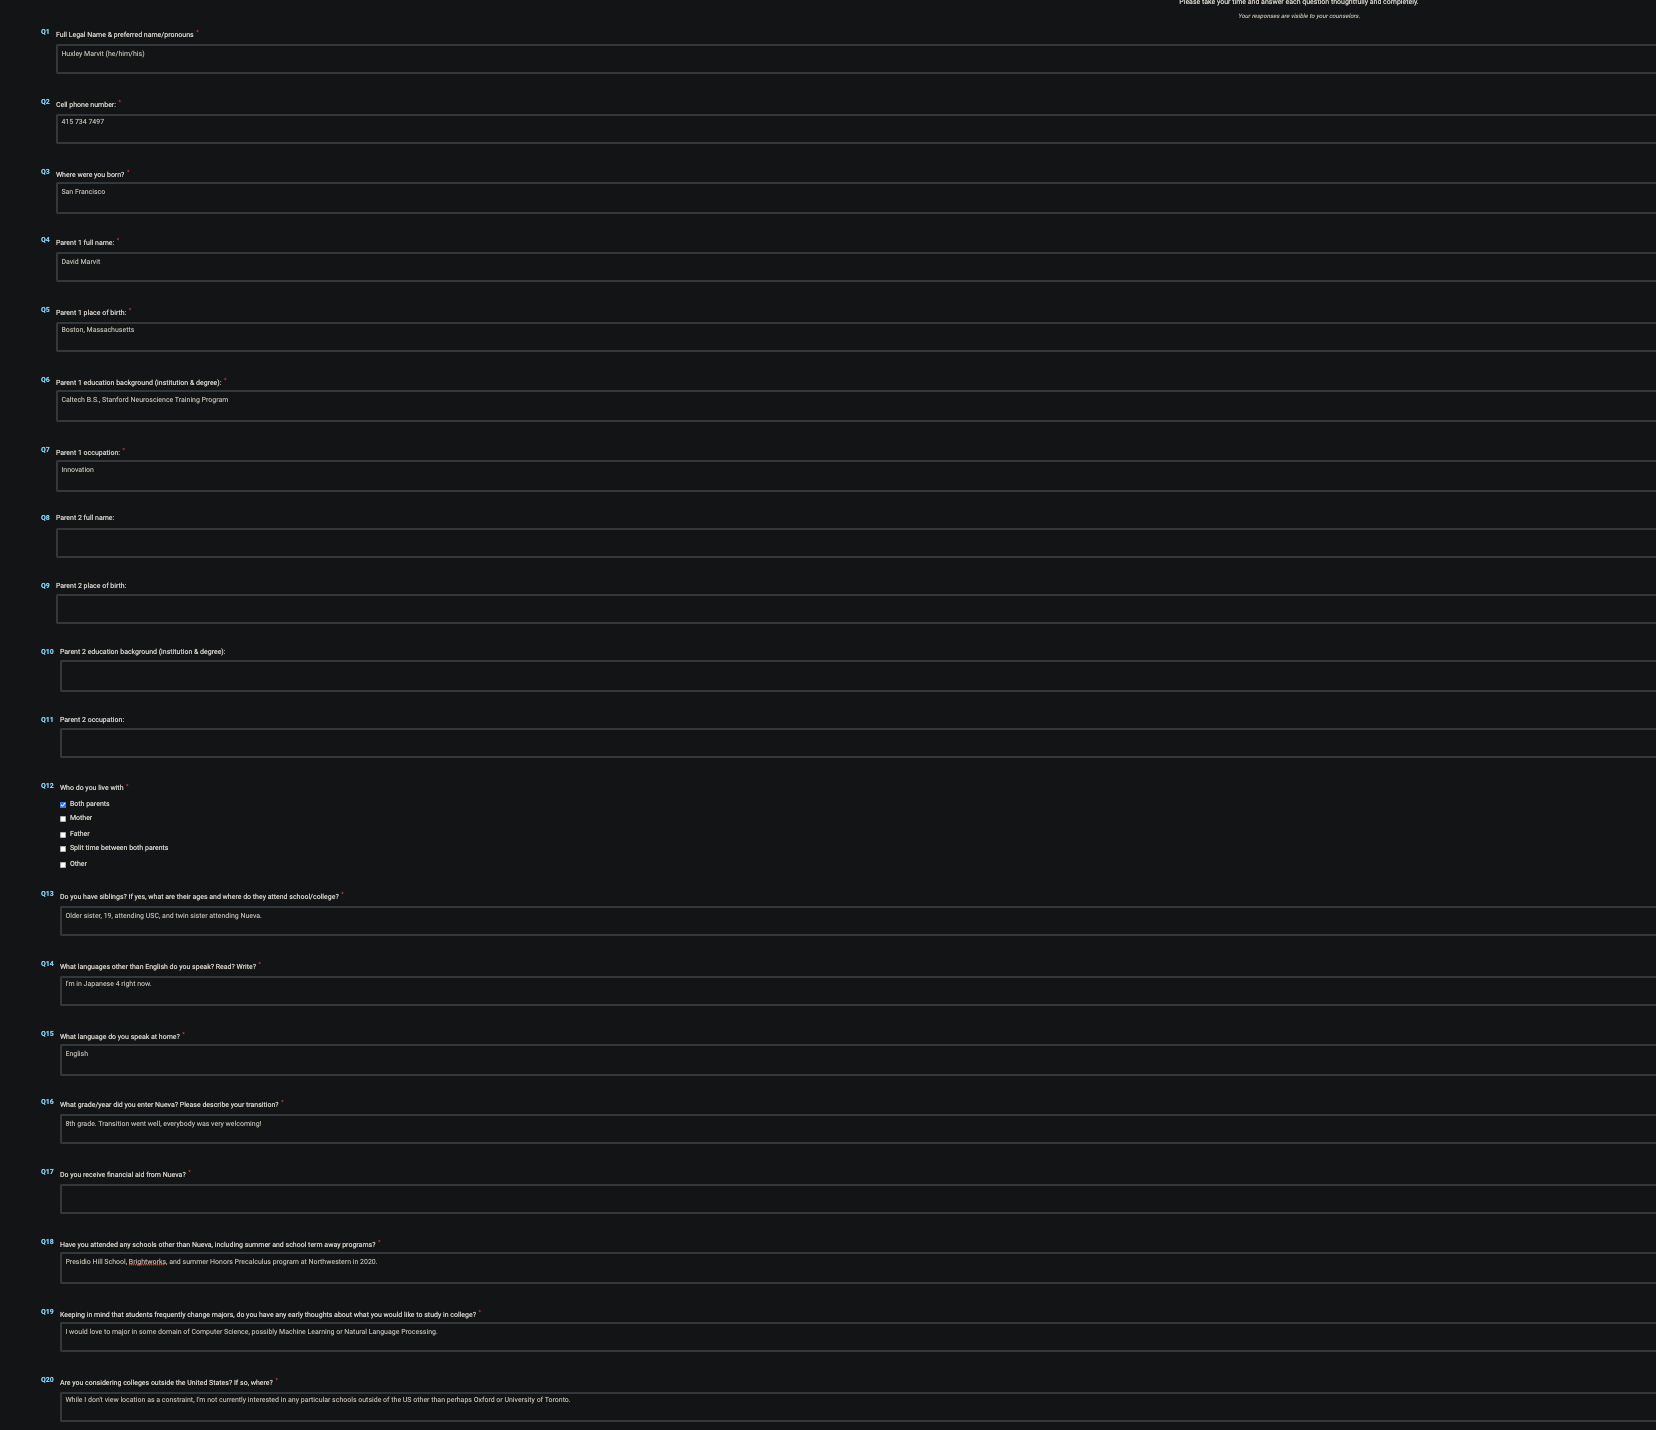 Please take your time and answer each question thoughtfully and completely.
Your responses are visible to your counselors.
Q1 Full Legal Name & preferred name/pronouns *
Huxley Marvit (he/him/his)
Q2 Cell phone number: *
415 734 7497
Q3 Where were you born? *
San Francisco
Q4 Parent 1 full name: *
David Marvit
Q5 Parent 1 place of birth: *
Boston, Massachusetts
Q6 Parent 1 education background (institution & degree): *
Caltech B.S., Stanford Neuroscience Training Program
Q7 Parent 1 occupation: *
Innovation
Q8 Parent 2 full name:
Q9 Parent 2 place of birth:
Q10 Parent 2 education background (institution & degree):
Q11 Parent 2 occupation:
Q12 Who do you live with *
Both parents
Mother
Father
Split time between both parents
Other
Q13 Do you have siblings? If yes, what are their ages and where do they attend school/college? *
Older sister, 19, attending USC, and twin sister attending Nueva.
Q14 What languages other than English do you speak? Read? Write? *
I'm in Japanese 4 right now.
Q15 What language do you speak at home? *
English
Q16 What grade/year did you enter Nueva? Please describe your transition? *
8th grade. Transition went well, everybody was very welcoming!
Q17 Do you receive financial aid from Nueva? *
Q18 Have you attended any schools other than Nueva, including summer and school term away programs? *
Presidio Hill School, Brightworks, and summer Honors Precalculus program at Northwestern in 2020.
Q19 Keeping in mind that students frequently change majors, do you have any early thoughts about what you would like to study in college? *
I would love to major in some domain of Computer Science, possibly Machine Learning or Natural Language Processing.
Q20 Are you considering colleges outside the United States? If so, where? *
While I don't view location as a constraint, I'm not currently interested in any particular schools outside of the US other than perhaps Oxford or University of Toronto.